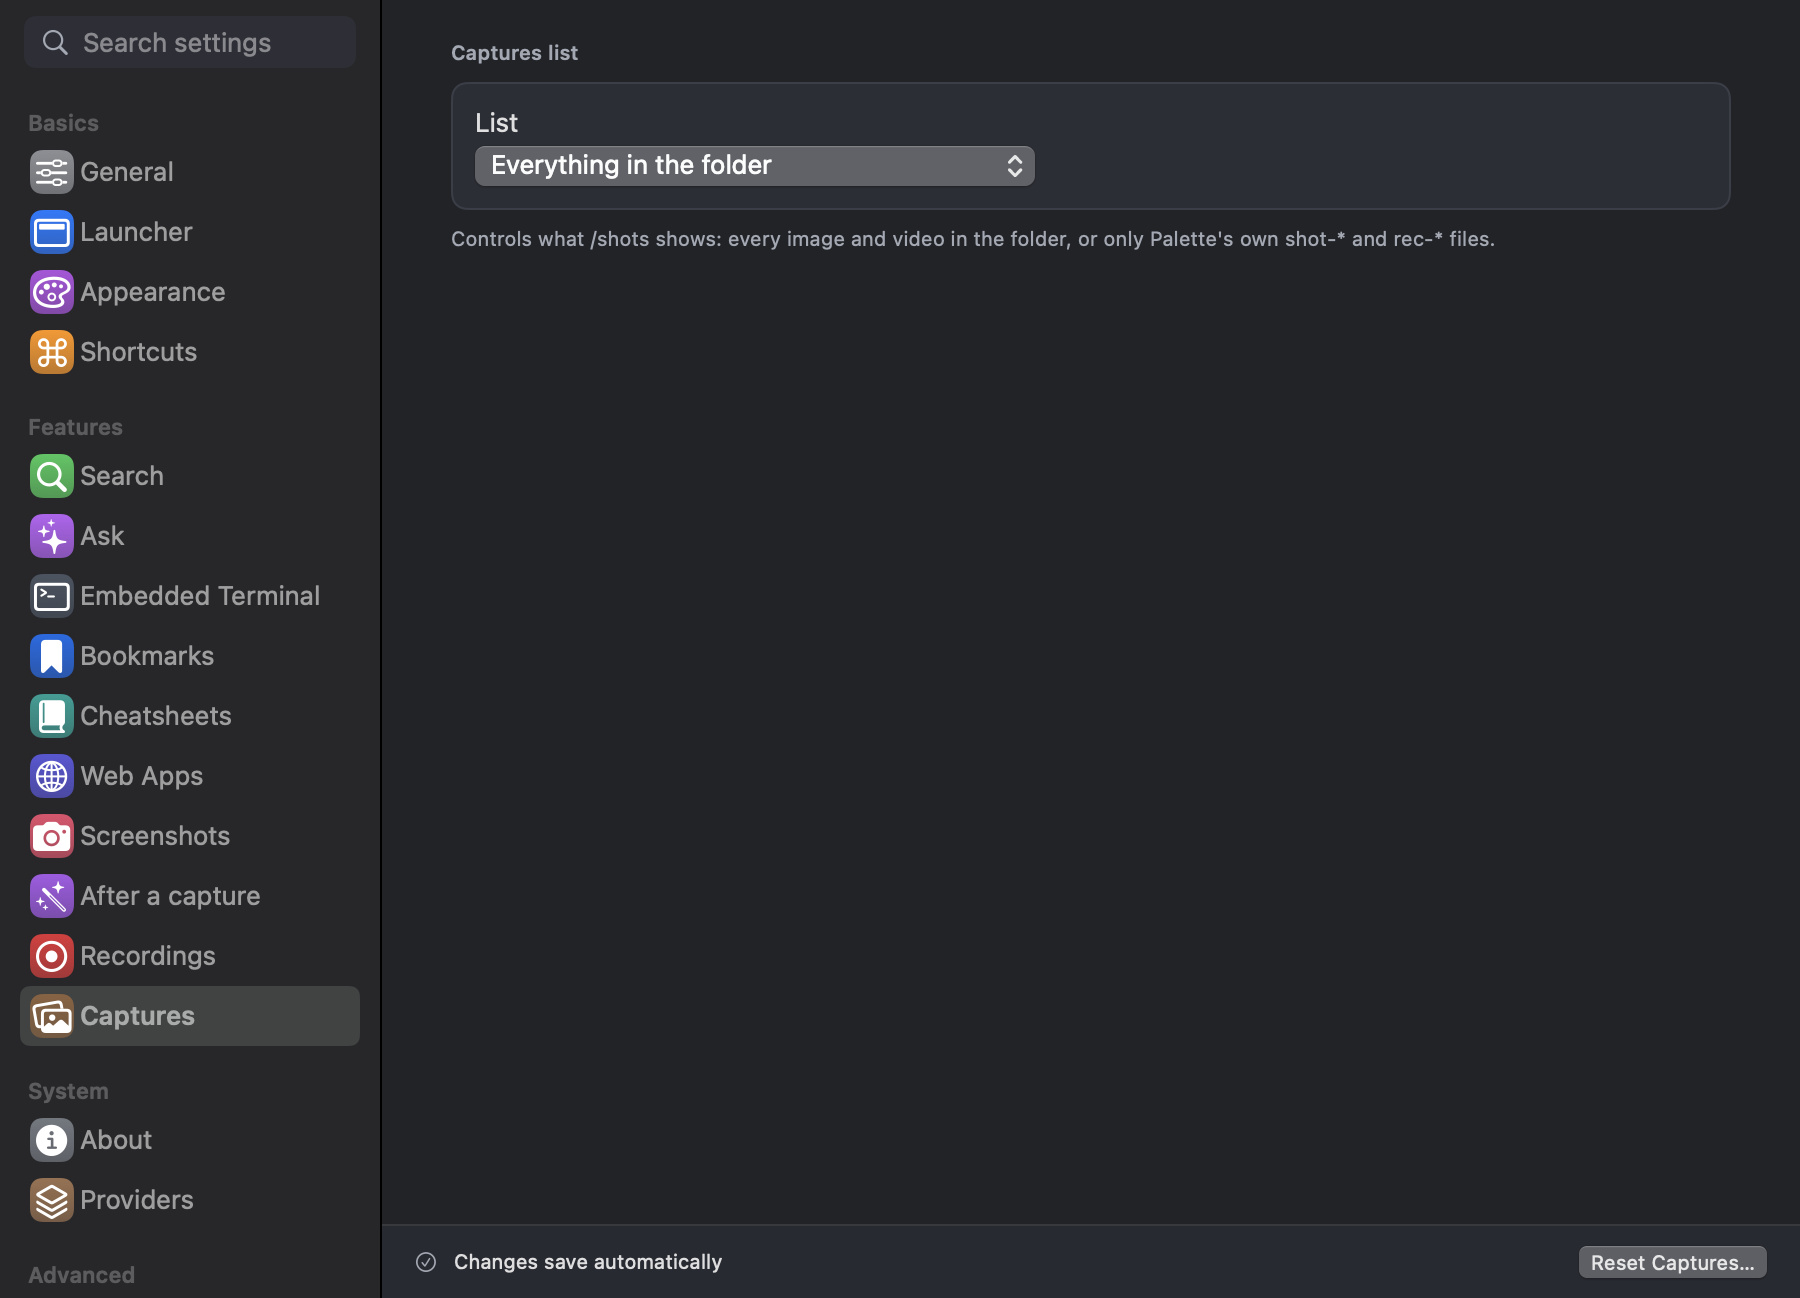 Search settings
Basics
General
Launcher
Appearance
Shortcuts
Features
Search
Ask
Embedded Terminal
Bookmarks
Cheatsheets
Web Apps
Screenshots
After a capture
Recordings
Captures
System
About
Providers
Advanced
Captures list
List
Everything in the folder
Controls what /shots shows: every image and video in the folder, or only Palette's own shot-* and rec-* files.
Changes save automatically
Reset Captures...